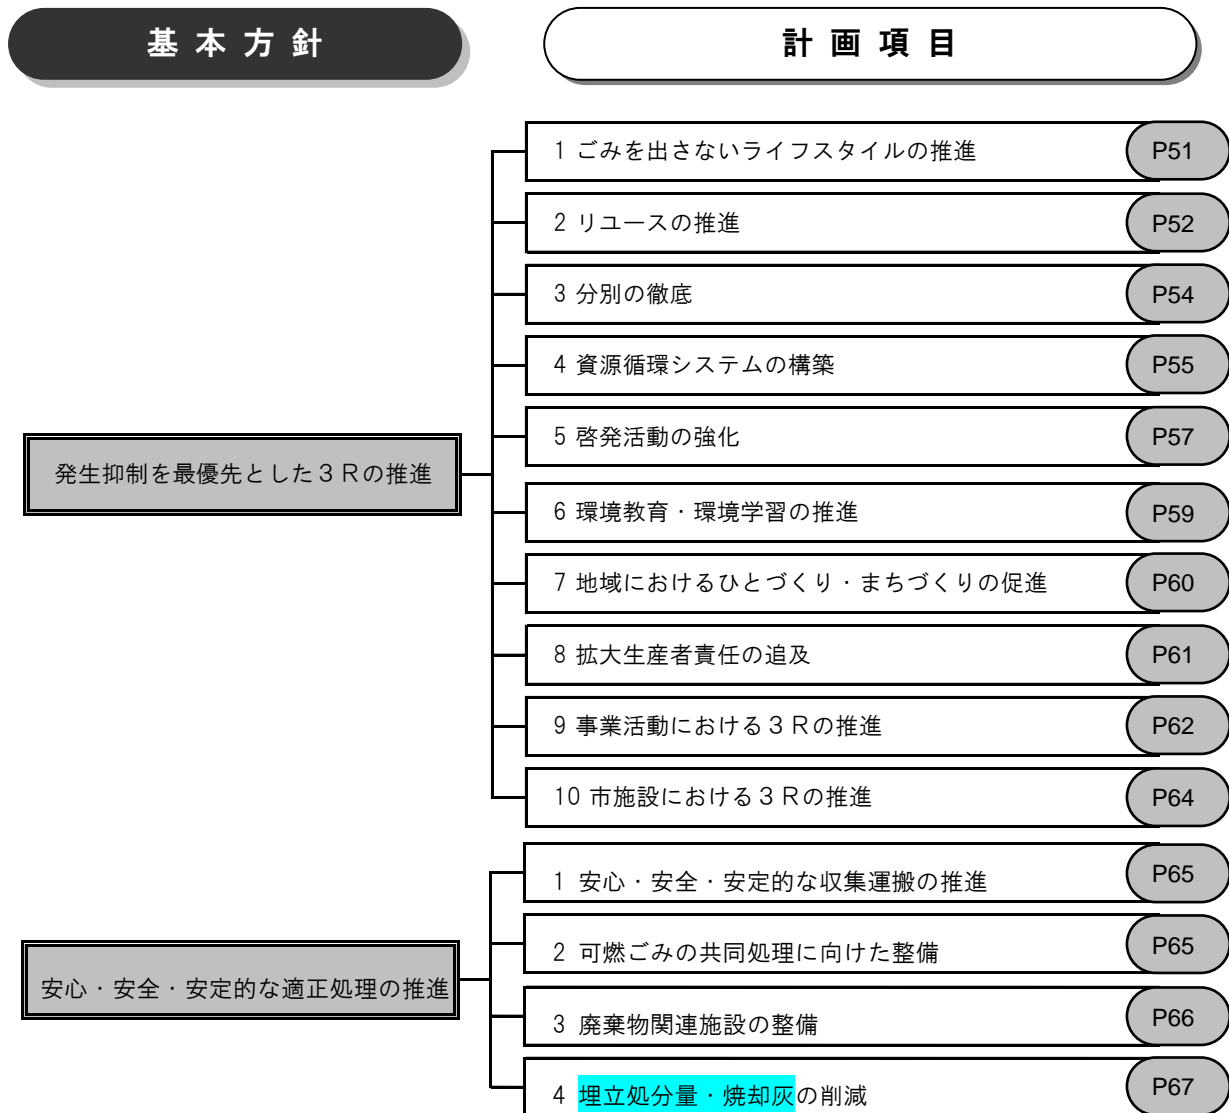 基本方針
計画項目
1 ごみを出さないライフスタイルの推進 P51
2 リユースの推進 P52
3 分別の徹底 P54
4 資源循環システムの構築 P55
5 啓発活動の強化 P57
発生抑制を最優先とした3Rの推進
6 環境教育・環境学習の推進 P59
7 地域におけるひとづくり・まちづくりの促進 P60
8 拡大生産者責任の追及 P61
9 事業活動における3Rの推進 P62
10 市施設における3Rの推進 P64
1 安心・安全・安定的な収集運搬の推進 P65
2 可燃ごみの共同処理に向けた整備 P65
安心・安全・安定的な適正処理の推進
3 廃棄物関連施設の整備 P66
4 埋立処分量・焼却灰の削減 P67